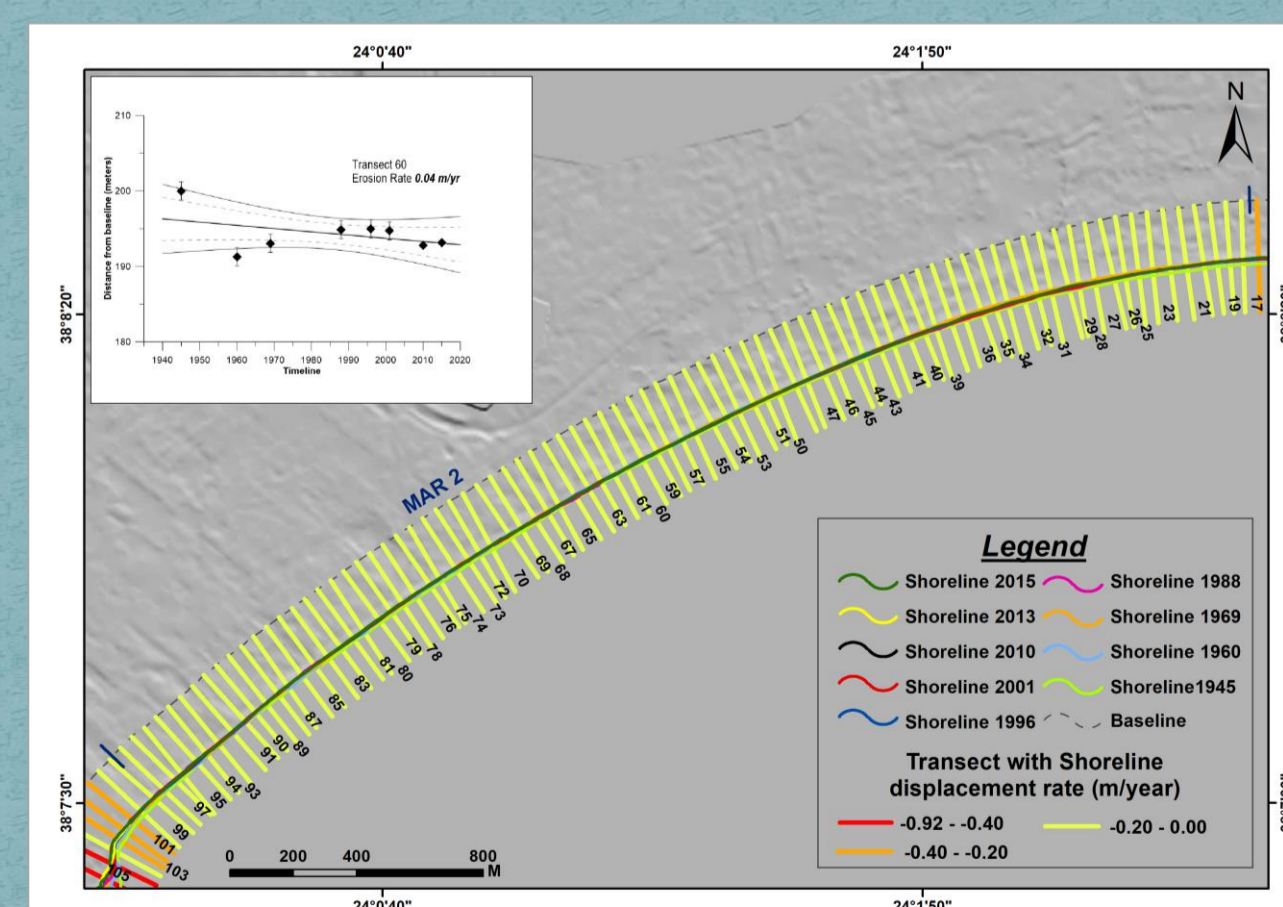 24°0'40"
24°1'50"
N
210
200
190
180
Distance from baseline (meters)
Transect 60
Erosion Rate 0.04 m/yr
1940 1950 1960 1970 1980 1990 2000 2010 2020
Timeline
38°8'20"
38°7'30"
MAR 2
17
19
21
23
25
26
27
28
29
31
32
34
35
36
39
40
41
43
44
45
46
47
50
51
53
54
55
57
59
60
61
63
65
67
68
69
70
72
73
74
75
76
78
79
80
81
83
85
87
89
90
91
93
94
95
97
99
101
103
105
Legend
Shoreline 2015
Shoreline 1988
Shoreline 2013
Shoreline 1969
Shoreline 2010
Shoreline 1960
Shoreline 2001
Shoreline1945
Shoreline 1996
Baseline
Transect with Shoreline
displacement rate (m/year)
-0.92 - -0.40
-0.20 - 0.00
-0.40 - -0.20
0 200 400 800
M
24°0'40"
24°1'50"